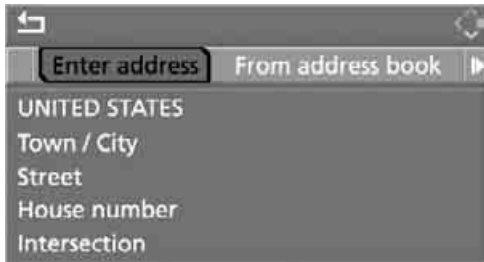 Enter address From address book
UNITED STATES
Town / City
Street
House number
Intersection